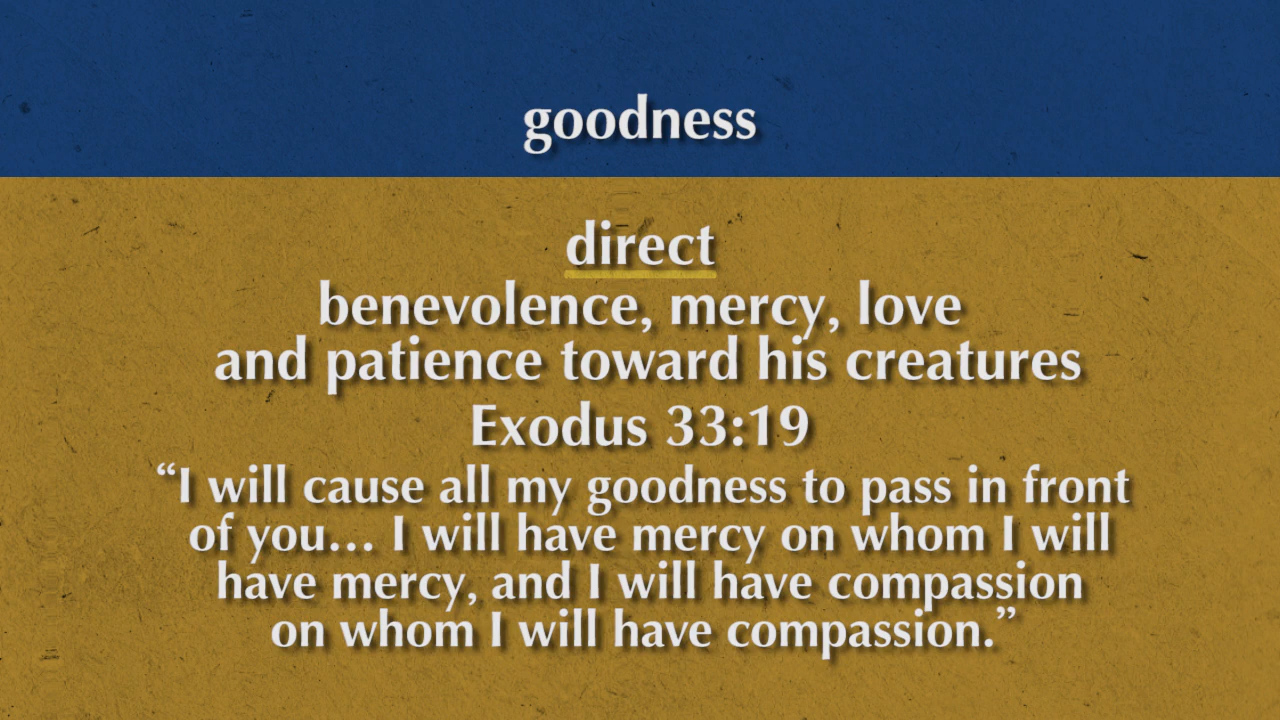 goodness
direct
benevolence, mercy, love
and patience toward his creatures
Exodus 33:19
“I will cause all my goodness to pass in front
of you… I will have mercy on whom I will
have mercy, and I will have compassion
on whom I will have compassion.”